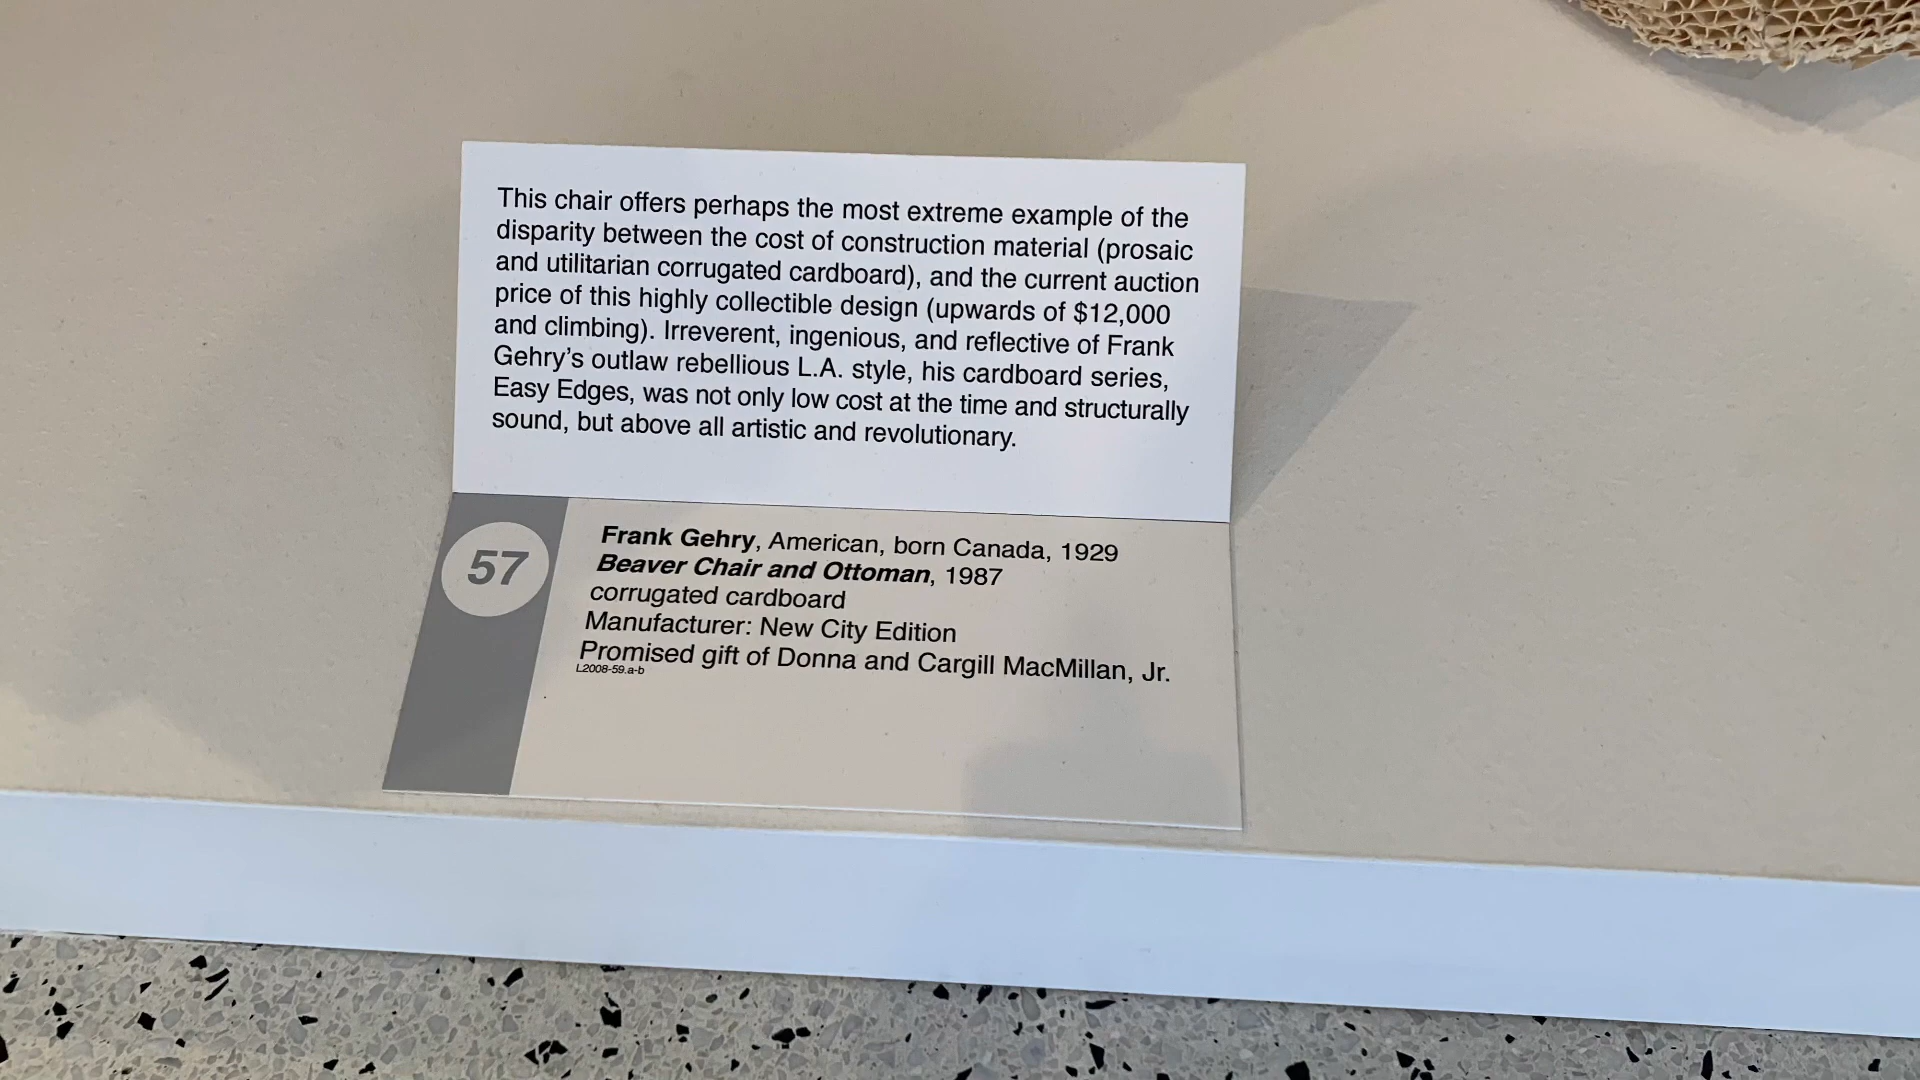 This chair offers perhaps the most extreme example of the
disparity between the cost of construction material (prosaic
and utilitarian corrugated cardboard), and the current auction
price of this highly collectible design (upwards of $12,000
and climbing). Irreverent, ingenious, and reflective of Frank
Gehry’s outlaw rebellious L.A. style, his cardboard series,
Easy Edges, was not only low cost at the time and structurally
sound, but above all artistic and revolutionary.
57
Frank Gehry, American, born Canada, 1929
Beaver Chair and Ottoman, 1987
corrugated cardboard
Manufacturer: New City Edition
Promised gift of Donna and Cargill MacMillan, Jr.
L2008-59.a-b